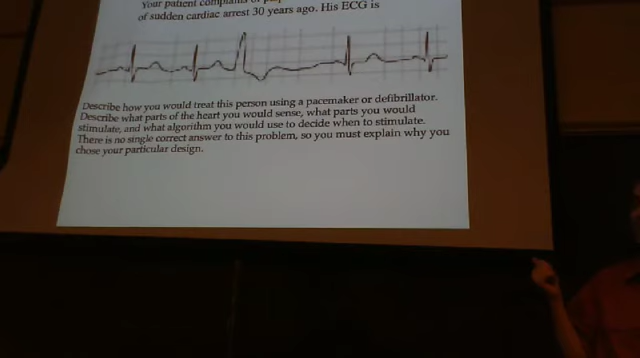 Your patient complains of
of sudden cardiac arrest 30 years ago. His ECG is
Describe how you would treat this person using a pacemaker or defibrillator.
Describe what parts of the heart you would sense, what parts you would
stimulate, and what algorithm you would use to decide when to stimulate.
There is no single correct answer to this problem, so you must explain why you
chose your particular design.